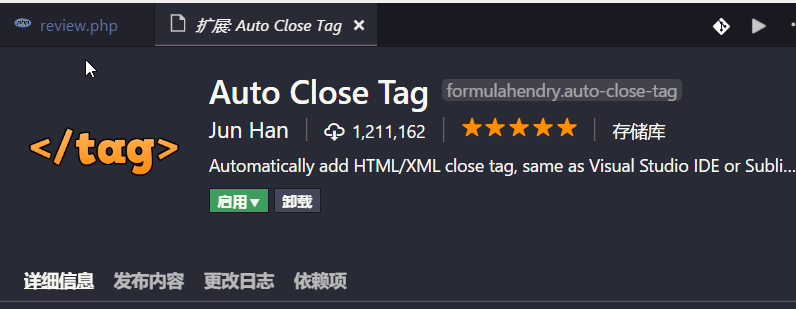 php review.php 扩展: Auto Close Tag
</tag>
Auto Close Tag formulahendry.auto-close-tag
Jun Han 1,211,162 存储库
Automatically add HTML/XML close tag, same as Visual Studio IDE or Subli...
启用 卸载
详细信息 发布内容 更改日志 依赖项